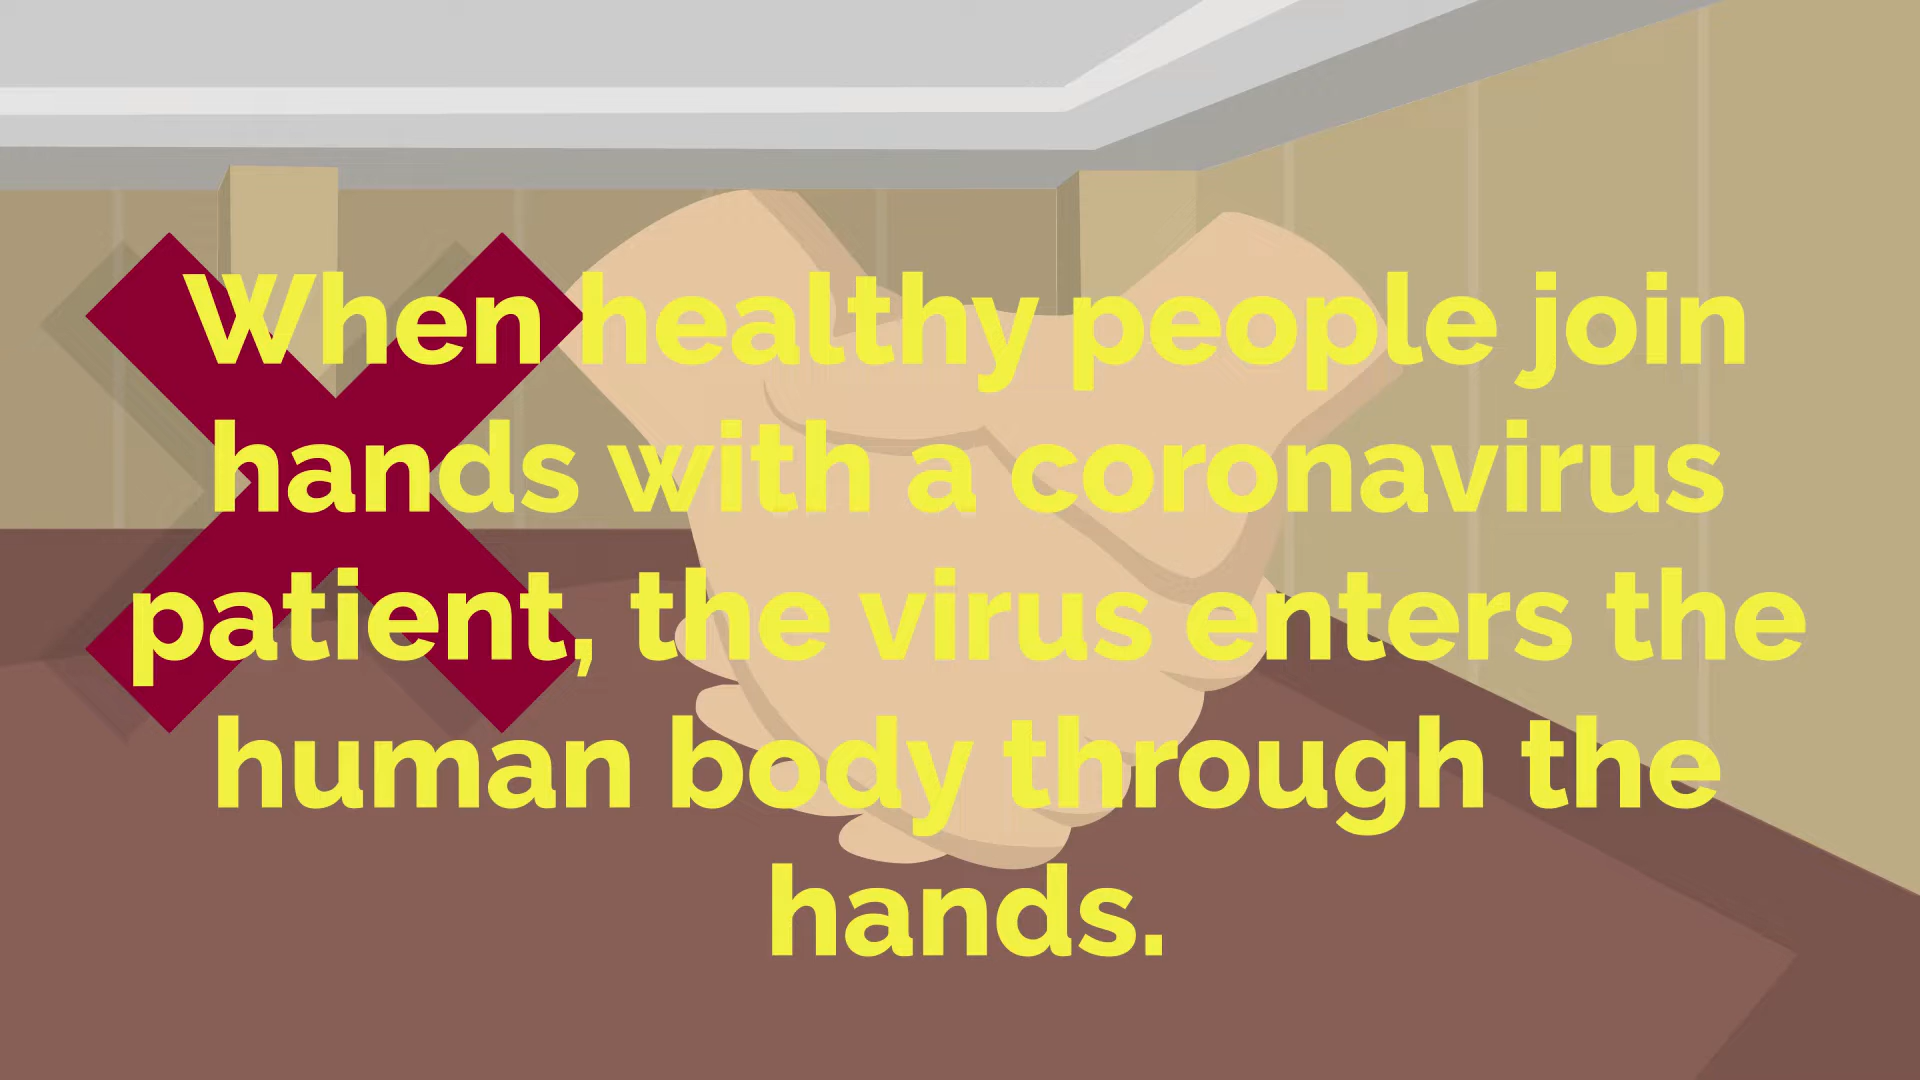 When healthy people join
hands with a coronavirus
patient, the virus enters the
human body through the
hands.